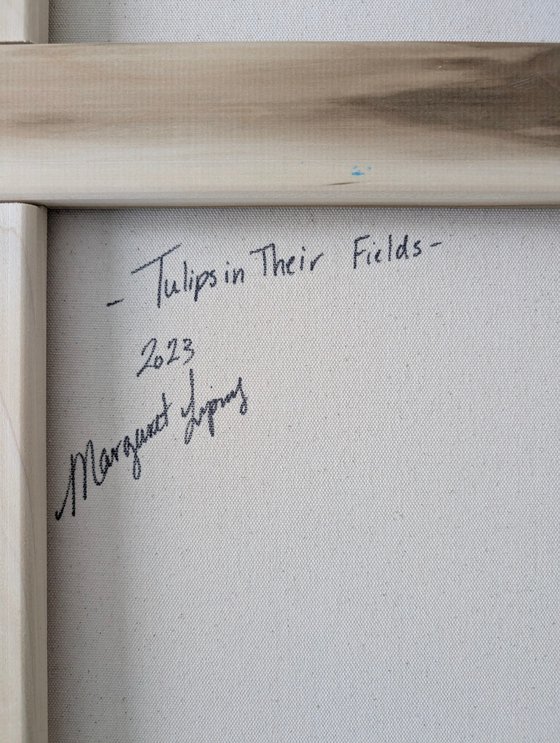 - Tulips in Their Fields -
2023
Margaret